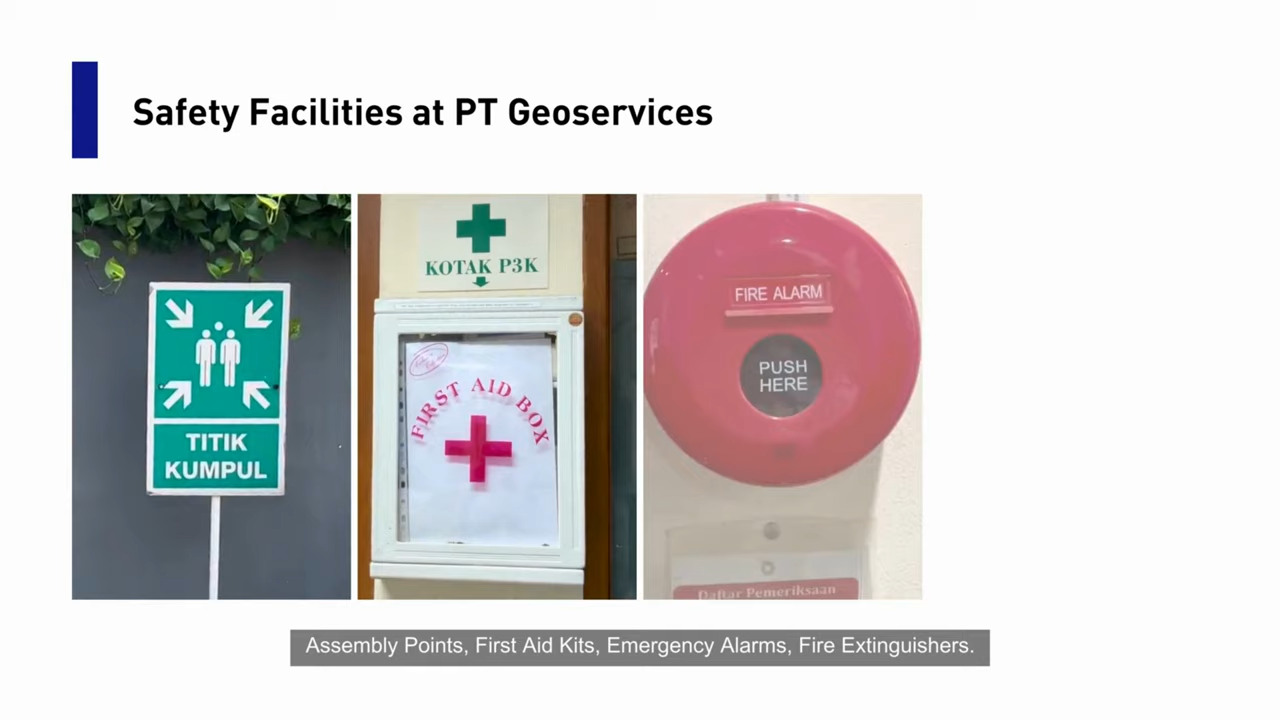 Safety Facilities at PT Geoservices
TITIK
KUMPUL
KOTAK P3K
FIRST AID BOX
FIRE ALARM
PUSH
HERE
Daftar Pemeriksaan
Assembly Points, First Aid Kits, Emergency Alarms, Fire Extinguishers.